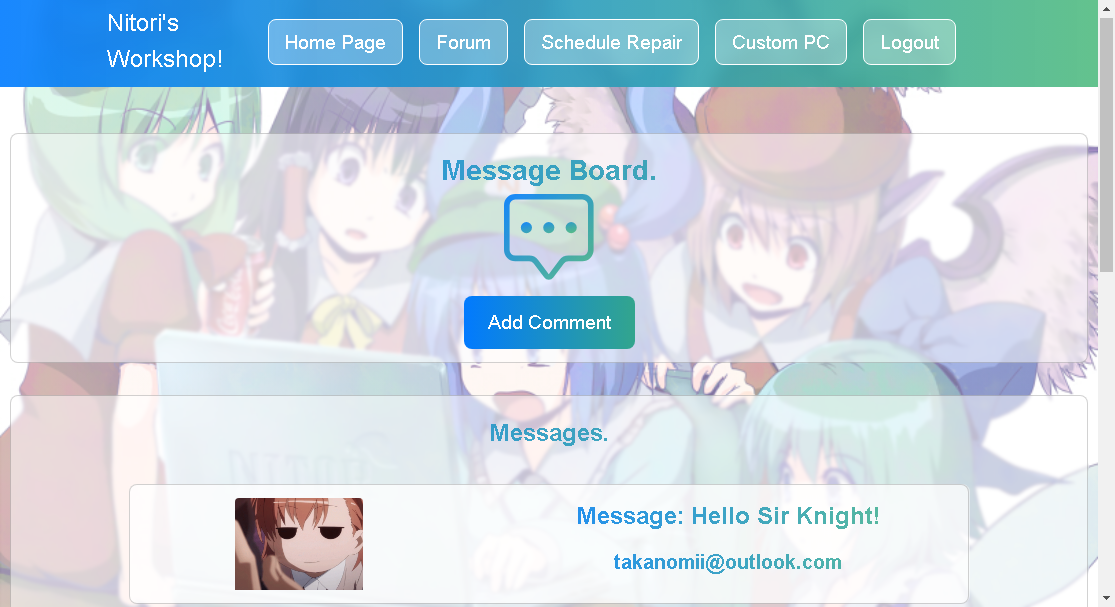 Nitori's
Workshop!
Home Page
Forum
Schedule Repair
Custom PC
Logout
Message Board.
Add Comment
NITORI
Messages.
Message: Hello Sir Knight!
takanomii@outlook.com